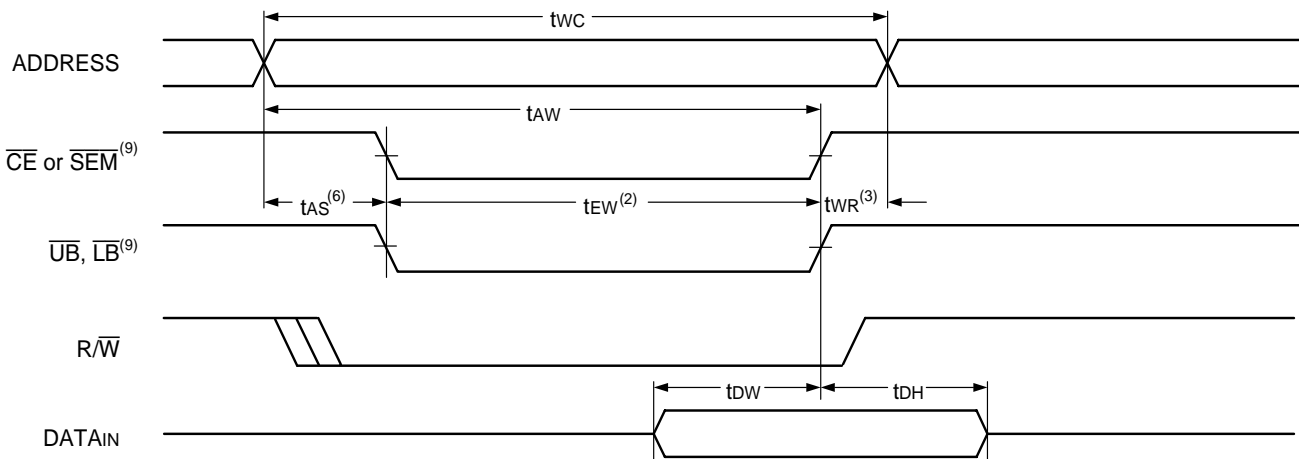 tWC
ADDRESS
tAW
CE or SEM(9)
tAS(6) tEW(2) tWR(3)
UB, LB(9)
R/W
tDW tDH
DATAIN